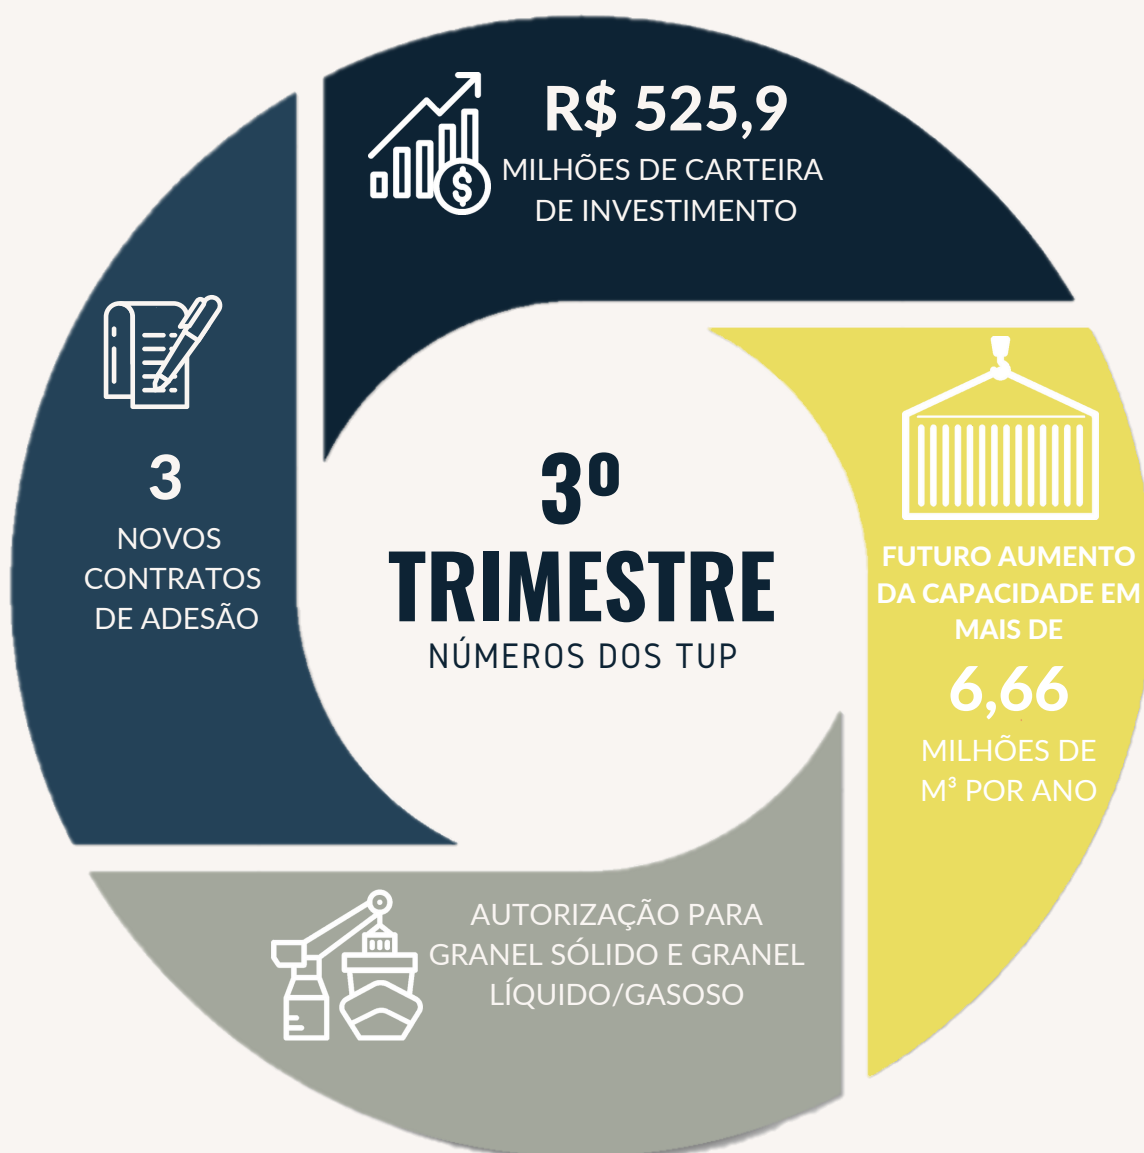 R$ 525,9
MILHÕES DE CARTEIRA
DE INVESTIMENTO
3
NOVOS
CONTRATOS
DE ADESÃO
3º
TRIMESTRE
NÚMEROS DOS TUP
FUTURO AUMENTO
DA CAPACIDADE EM
MAIS DE
6,66
MILHÕES DE
M³ POR ANO
AUTORIZAÇÃO PARA
GRANEL SÓLIDO E GRANEL
LÍQUIDO/GASOSO